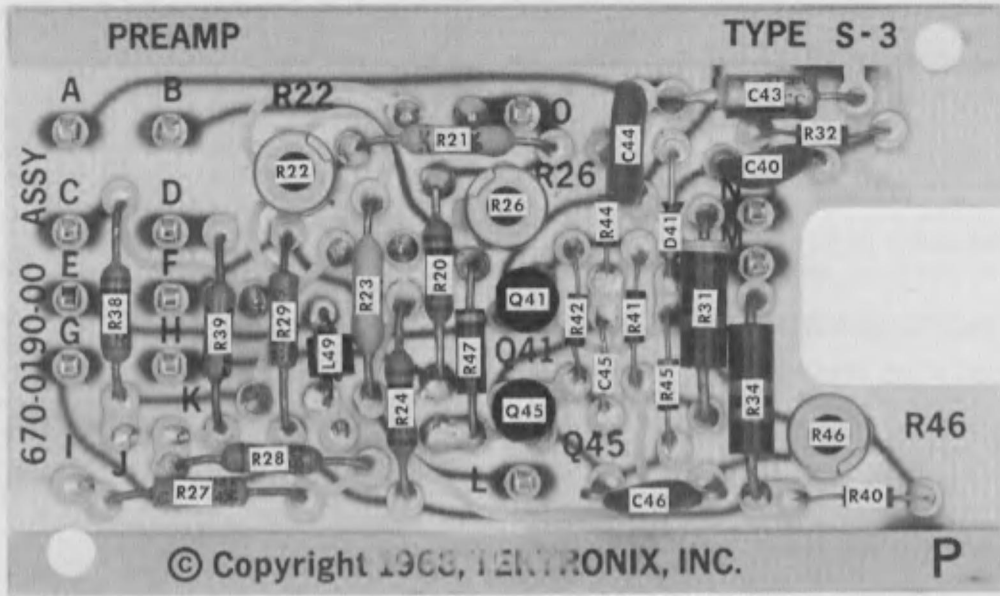 PREAMP
TYPE S-3
A
B
R22
O
C44
C43
R32
R21
R22
C40
R26
R26
670-0190-00 ASSY
C
D
R44
D41
N
M
E
F
R38
R39
R29
R23
R20
Q41
R42
R41
R31
G
H
L49
R47
Q41
C45
R45
R34
K
R24
Q45
R46
R46
I
J
R28
Q45
R27
L
C46
R40
© Copyright 1968, TEKTRONIX, INC.
P